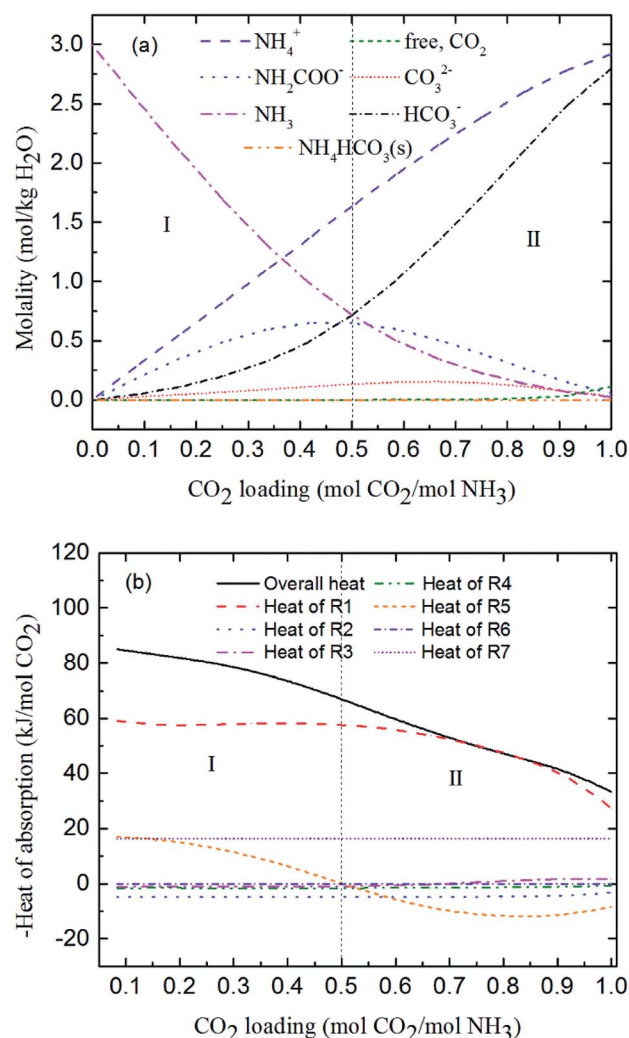 (a)
NH₄⁺
free, CO₂
NH₂COO⁻
CO₃²⁻
NH₃
HCO₃⁻
NH₄HCO₃(s)
I
II
3.0
2.5
2.0
1.5
1.0
0.5
0.0
Molality (mol/kg H₂O)
0.0 0.1 0.2 0.3 0.4 0.5 0.6 0.7 0.8 0.9 1.0
CO₂ loading (mol CO₂/mol NH₃)
(b)
Overall heat
Heat of R4
Heat of R1
Heat of R5
Heat of R2
Heat of R6
Heat of R3
Heat of R7
I
II
120
100
80
60
40
20
0
-20
-Heat of absorption (kJ/mol CO₂)
0.1 0.2 0.3 0.4 0.5 0.6 0.7 0.8 0.9 1.0
CO₂ loading (mol CO₂/mol NH₃)